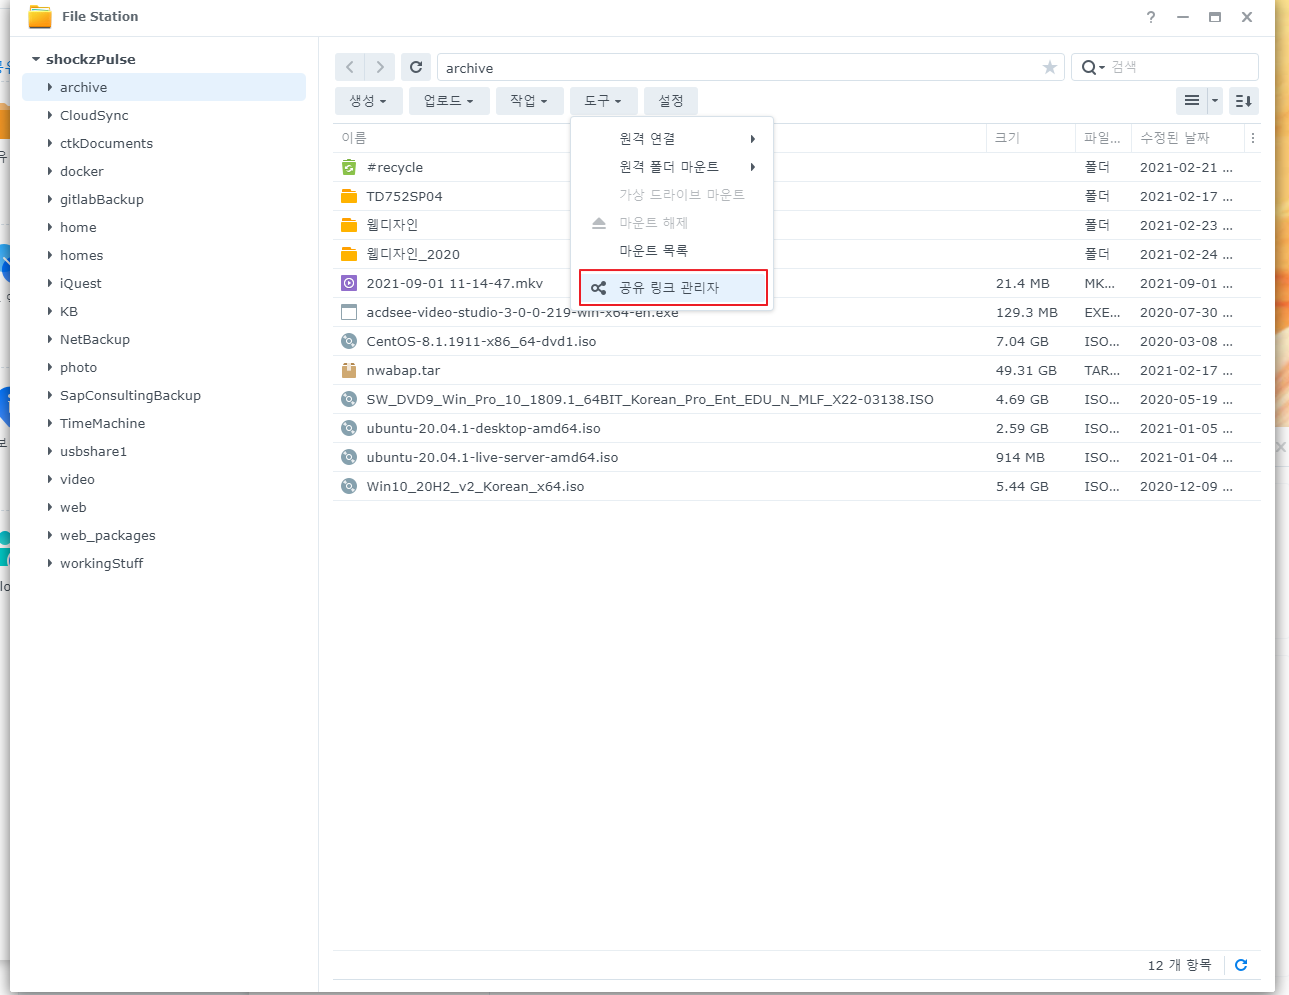 File Station
shockzPulse
archive
CloudSync
ctkDocuments
docker
gitlabBackup
home
homes
iQuest
KB
NetBackup
photo
SapConsultingBackup
TimeMachine
usbshare1
video
web
web_packages
workingStuff
archive
검색
생성 업로드 작업 도구 설정
이름 크기 파일... 수정된 날짜
원격 연결
원격 폴더 마운트
가상 드라이브 마운트
마운트 해제
마운트 목록
공유 링크 관리자
#recycle 폴더 2021-02-21 ...
TD752SP04 폴더 2021-02-17 ...
웹디자인 폴더 2021-02-23 ...
웹디자인_2020 폴더 2021-02-24 ...
2021-09-01 11-14-47.mkv 21.4 MB MK... 2021-09-01 ...
acdsee-video-studio-3-0-0-219-win-x64-en.exe 129.3 MB EXE... 2020-07-30 ...
CentOS-8.1.1911-x86_64-dvd1.iso 7.04 GB ISO... 2020-03-08 ...
nwabap.tar 49.31 GB TAR... 2021-02-17 ...
SW_DVD9_Win_Pro_10_1809.1_64BIT_Korean_Pro_Ent_EDU_N_MLF_X22-03138.ISO 4.69 GB ISO... 2020-05-19 ...
ubuntu-20.04.1-desktop-amd64.iso 2.59 GB ISO... 2021-01-05 ...
ubuntu-20.04.1-live-server-amd64.iso 914 MB ISO... 2021-01-04 ...
Win10_20H2_v2_Korean_x64.iso 5.44 GB ISO... 2020-12-09 ...
12 개 항목